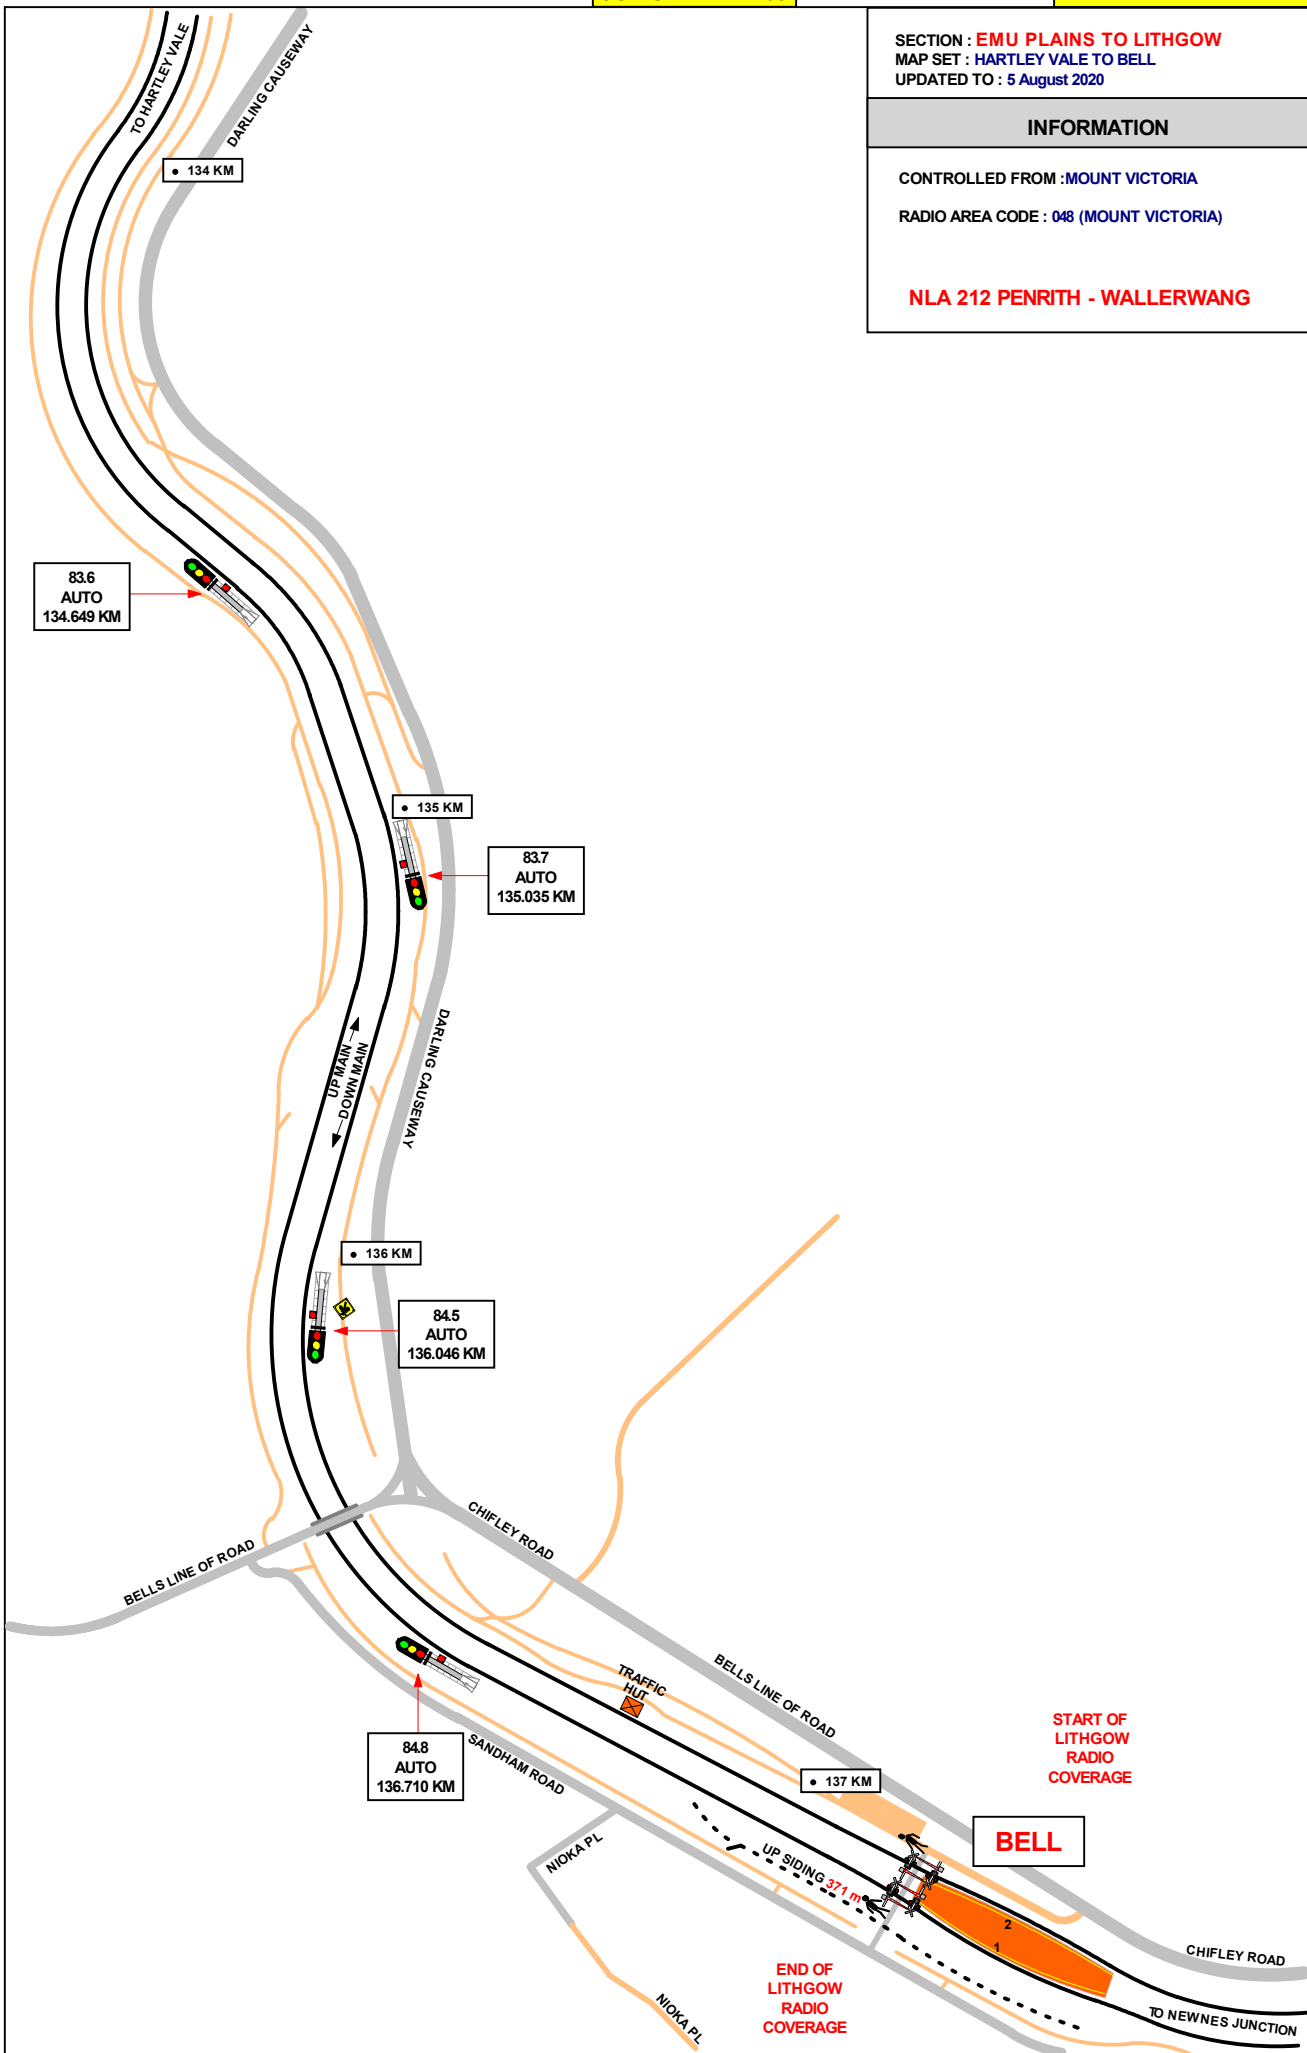 SECTION : EMU PLAINS TO LITHGOW
MAP SET : HARTLEY VALE TO BELL
UPDATED TO : 5 August 2020
INFORMATION
CONTROLLED FROM :MOUNT VICTORIA
RADIO AREA CODE : 048 (MOUNT VICTORIA)
NLA 212 PENRITH - WALLERWANG
TO HARTLEY VALE
DARLING CAUSEWAY
134 KM
83.6
AUTO
134.649 KM
135 KM
83.7
AUTO
135.035 KM
UP MAIN
DOWN MAIN
DARLING CAUSEWAY
136 KM
84.5
AUTO
136.046 KM
CHIFLEY ROAD
BELLS LINE OF ROAD
BELLS LINE OF ROAD
TRAFFIC
HUT
84.8
AUTO
136.710 KM
SANDHAM ROAD
137 KM
START OF
LITHGOW
RADIO
COVERAGE
BELL
UP SIDING 371 m
NIOKA PL
2
1
CHIFLEY ROAD
END OF
LITHGOW
RADIO
COVERAGE
NIOKA PL
TO NEWNES JUNCTION